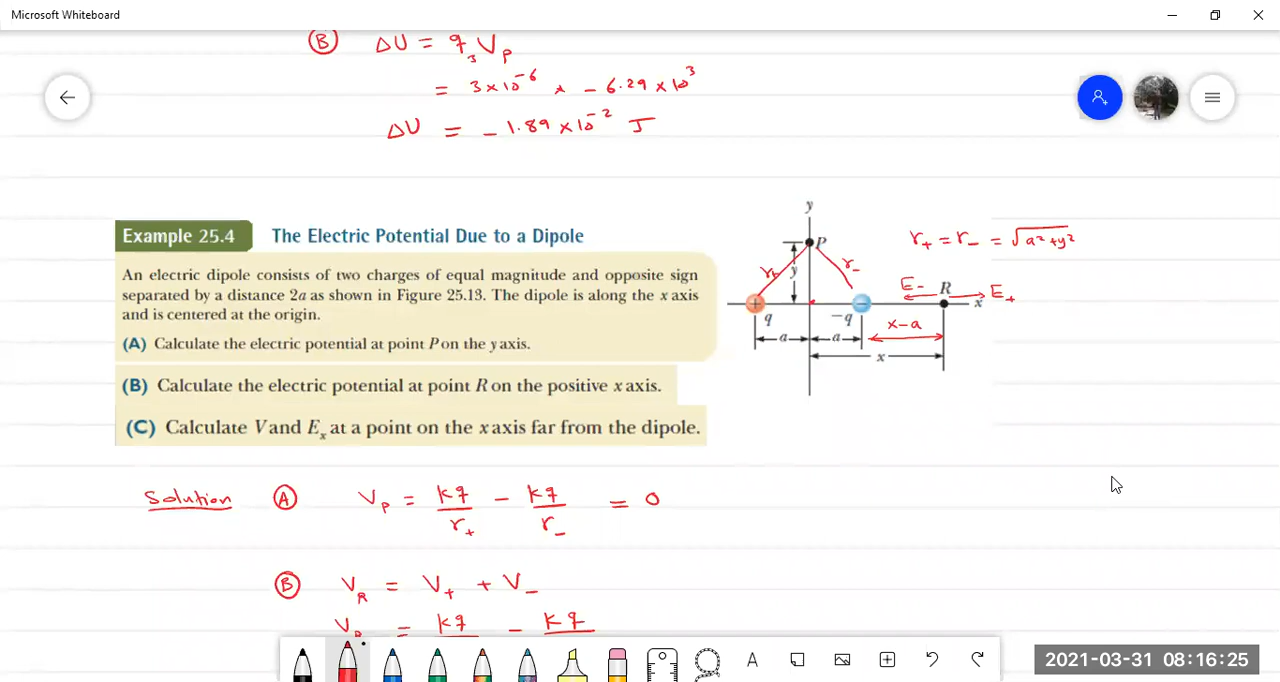 Microsoft Whiteboard
B ΔU = q₃ V_P
= 3×10⁻⁶ × - 6.29×10³
ΔU = -1.89×10⁻² J
Example 25.4 The Electric Potential Due to a Dipole
An electric dipole consists of two charges of equal magnitude and opposite sign
separated by a distance 2a as shown in Figure 25.13. The dipole is along the x axis
and is centered at the origin.
(A) Calculate the electric potential at point P on the y axis.
(B) Calculate the electric potential at point R on the positive x axis.
(C) Calculate V and Eₓ at a point on the x axis far from the dipole.
y
P
r₊ = r₋ = √a²+y²
r₊
y
r₋
E₋
R
E₊
x
+
−
q
-q
x-a
a
a
x
Solution A V_P = kq/r₊ - kq/r₋ = 0
B V_R = V₊ + V₋
V_R = kq - kq
A
2021-03-31 08:16:25